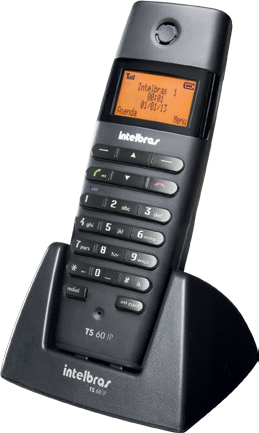 Intelbras 1
00:01
01/01/13
Agenda Menu
intelbras
1 2 abc 3 def
4 ghi 5 jkl 6 mno
7 pqrs 8 tuv 9 wxyz
* 0 #
redial int
TS 60 IP
intelbras
TS 60 IP